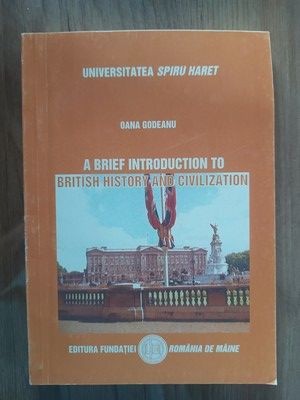 UNIVERSITATEA SPIRU HARET
OANA GODEANU
A BRIEF INTRODUCTION TO
BRITISH HISTORY AND CIVILIZATION
EDITURA FUNDAȚIEI ROMÂNIA DE MÂINE